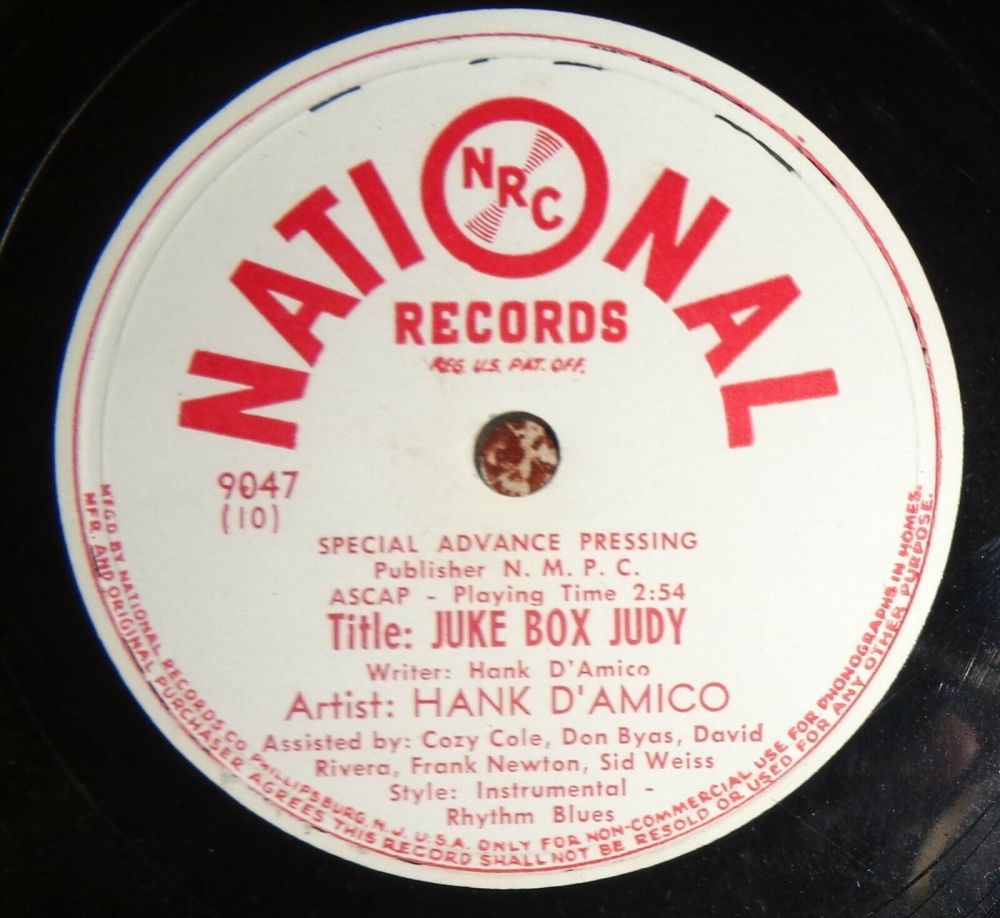 NATIONAL
NRC
RECORDS
REG. U.S. PAT. OFF.
9047
(10)
SPECIAL ADVANCE PRESSING
Publisher N. M. P. C.
ASCAP - Playing Time 2:54
Title: JUKE BOX JUDY
Writer: Hank D'Amico
Artist: HANK D'AMICO
Assisted by: Cozy Cole, Don Byas, David
Rivera, Frank Newton, Sid Weiss
Style: Instrumental -
Rhythm Blues
MFGD BY NATIONAL RECORDS CO. PHILLIPSBURG, N. J. U.S.A. ONLY FOR NON-COMMERCIAL USE FOR PHONOGRAPHS IN HOMES.
MFR. AND ORIGINAL PURCHASER AGREES THIS RECORD SHALL NOT BE RESOLD OR USED FOR ANY OTHER PURPOSE.